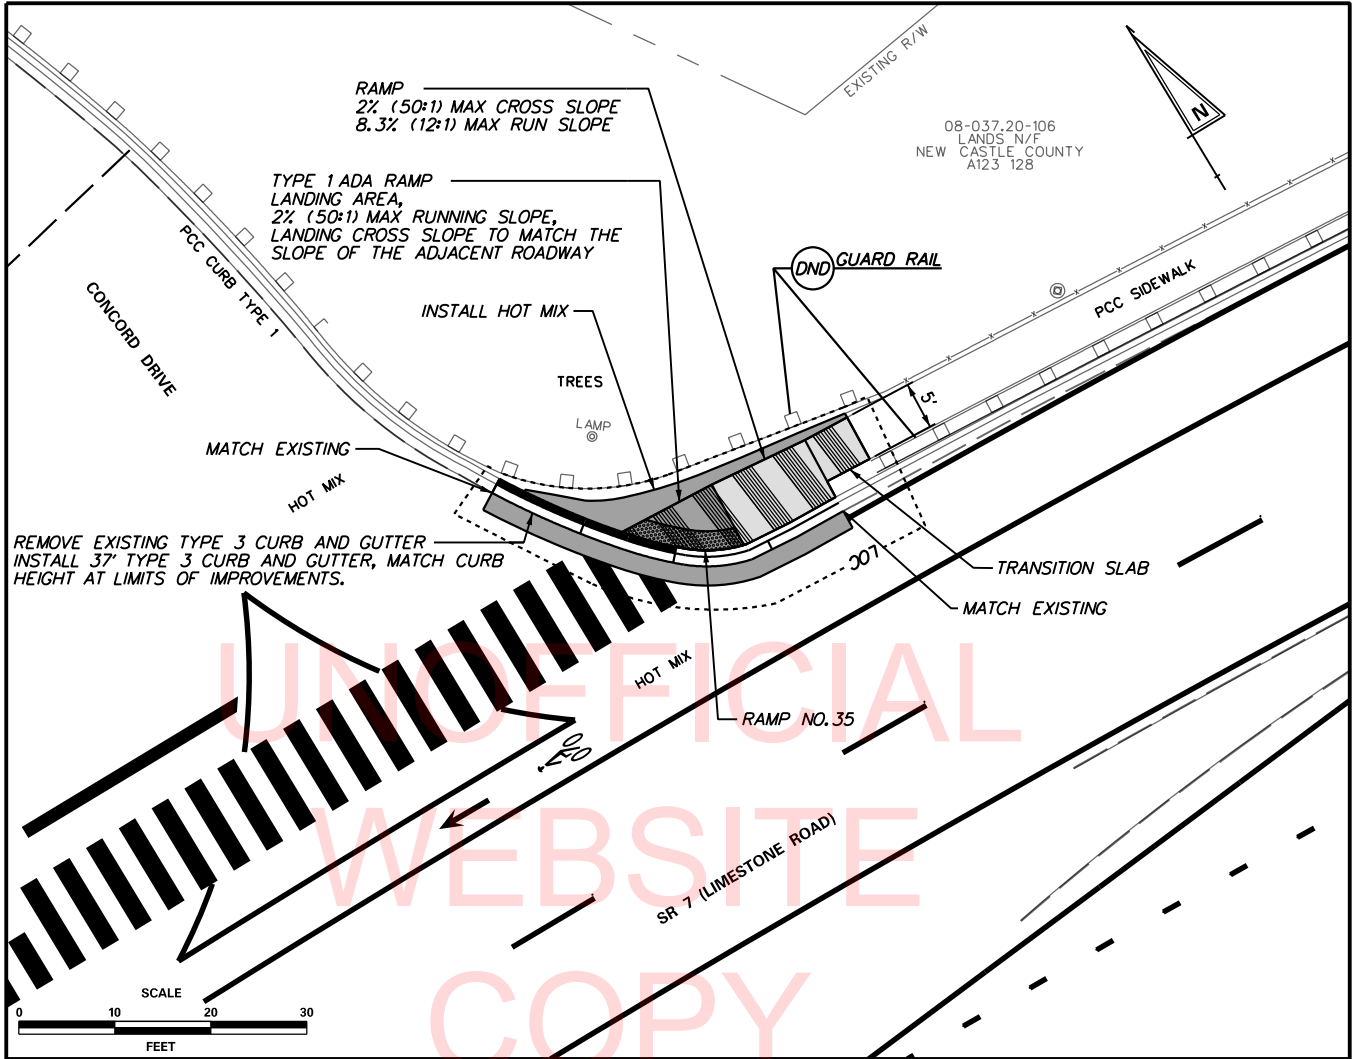 RAMP
2% (50:1) MAX CROSS SLOPE
8.3% (12:1) MAX RUN SLOPE
EXISTING R/W
N
08-037.20-106
LANDS N/F
NEW CASTLE COUNTY
A123 128
TYPE 1 ADA RAMP
LANDING AREA,
2% (50:1) MAX RUNNING SLOPE,
LANDING CROSS SLOPE TO MATCH THE
SLOPE OF THE ADJACENT ROADWAY
PCC CURB TYPE 1
CONCORD DRIVE
DND GUARD RAIL
PCC SIDEWALK
INSTALL HOT MIX
TREES
LAMP
5'
MATCH EXISTING
HOT MIX
REMOVE EXISTING TYPE 3 CURB AND GUTTER
INSTALL 37' TYPE 3 CURB AND GUTTER, MATCH CURB
HEIGHT AT LIMITS OF IMPROVEMENTS.
LOC
TRANSITION SLAB
MATCH EXISTING
HOT MIX
RAMP NO.35
SR 7 (LIMESTONE ROAD)
UNOFFICIAL
WEBSITE
COPY
SCALE
0 10 20 30
FEET